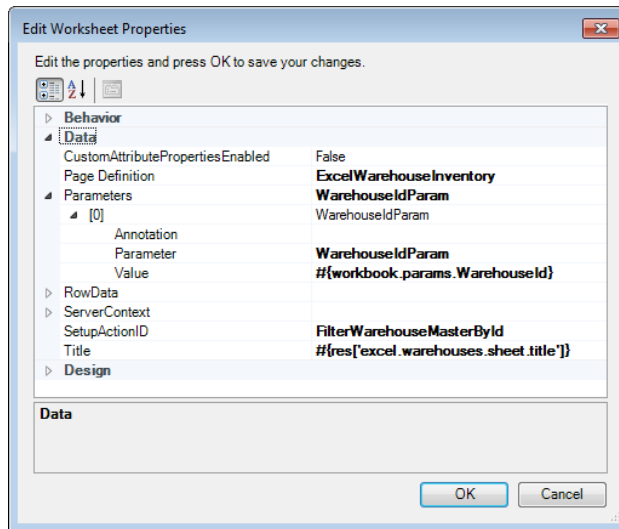 Edit Worksheet Properties
Edit the properties and press OK to save your changes.
Behavior
Data
CustomAttributePropertiesEnabled False
Page Definition ExcelWarehouseInventory
Parameters WarehouseIdParam
[0] WarehouseIdParam
Annotation
Parameter WarehouseIdParam
Value #{workbook.params.WarehouseId}
RowData
ServerContext
SetupActionID FilterWarehouseMasterById
Title #{res['excel.warehouses.sheet.title']}
Design
Data
OK Cancel